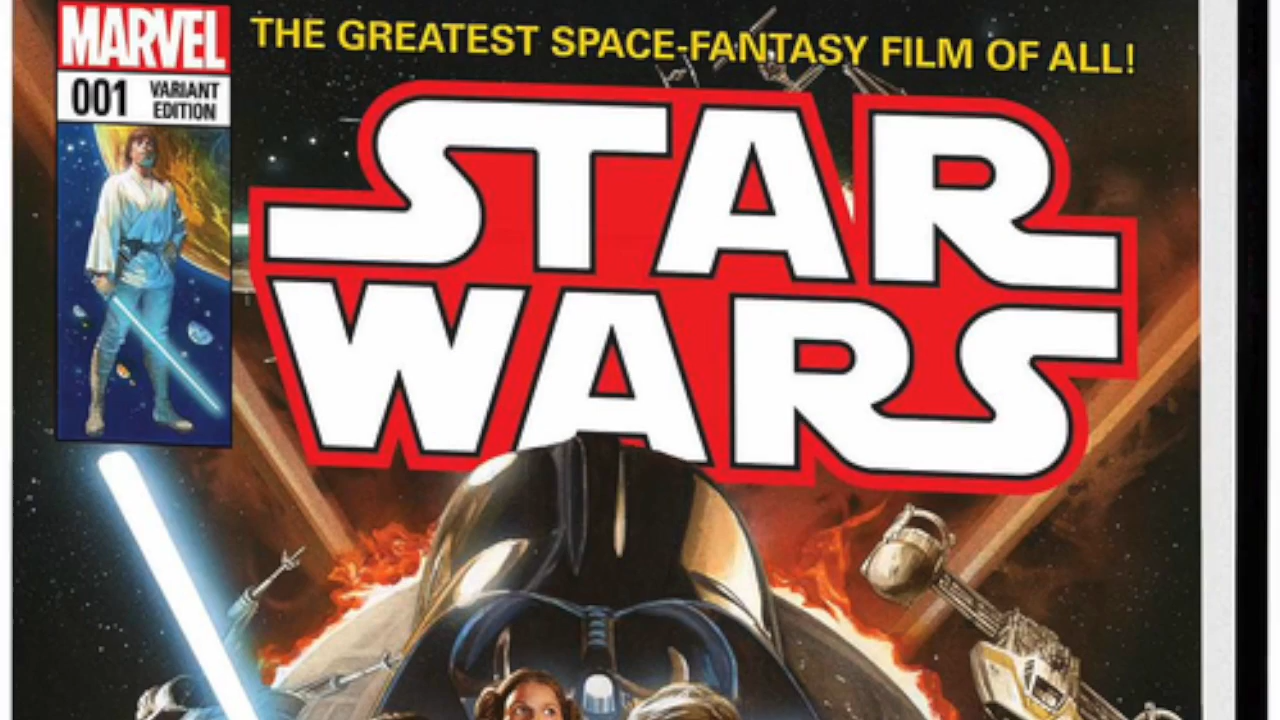 MARVEL
001 VARIANT
EDITION
THE GREATEST SPACE-FANTASY FILM OF ALL!
STAR
WARS